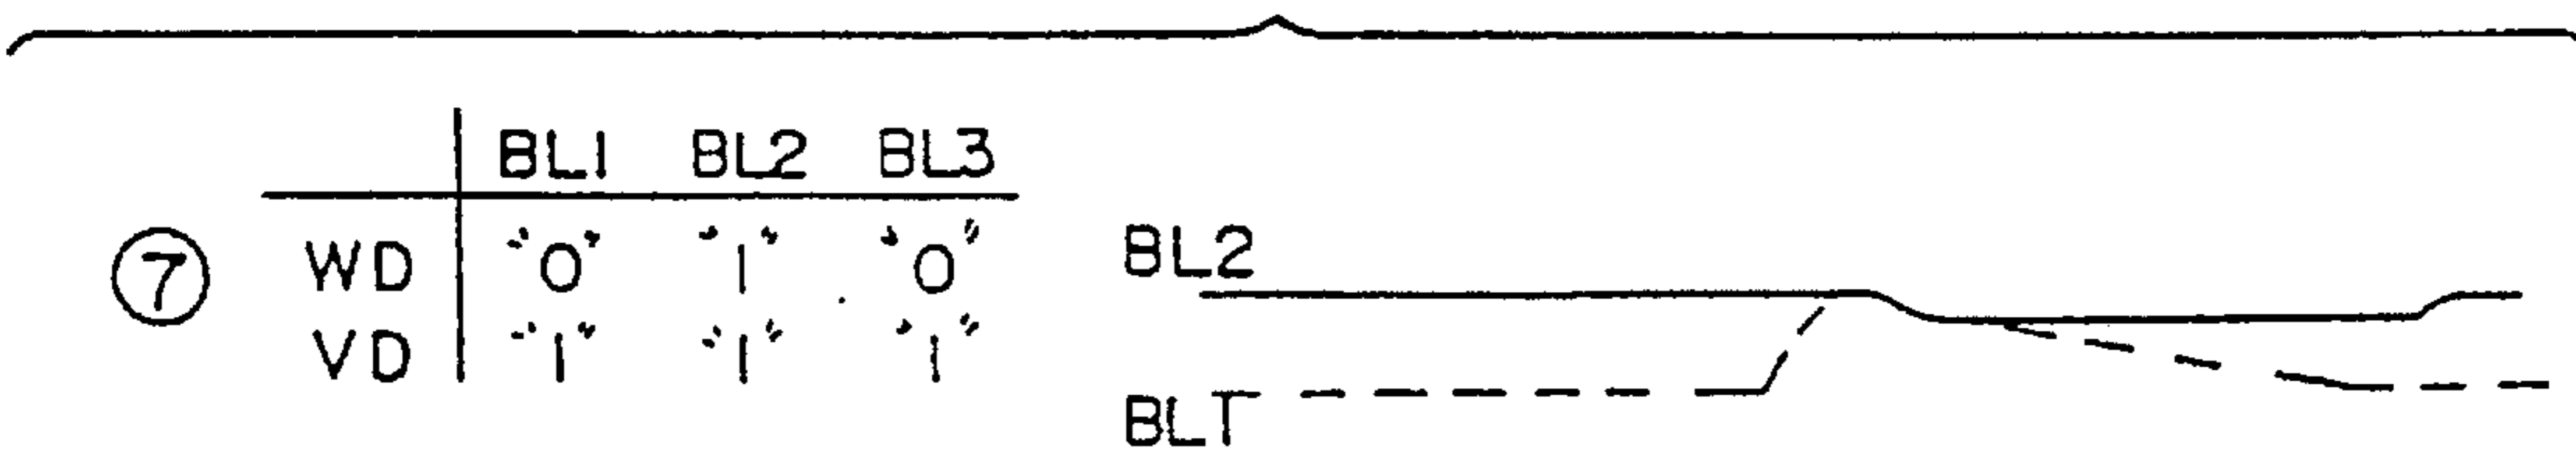 BL1 BL2 BL3
⑦ WD "0" "1" "0"
VD "1" "1" "1"
BL2
BLT